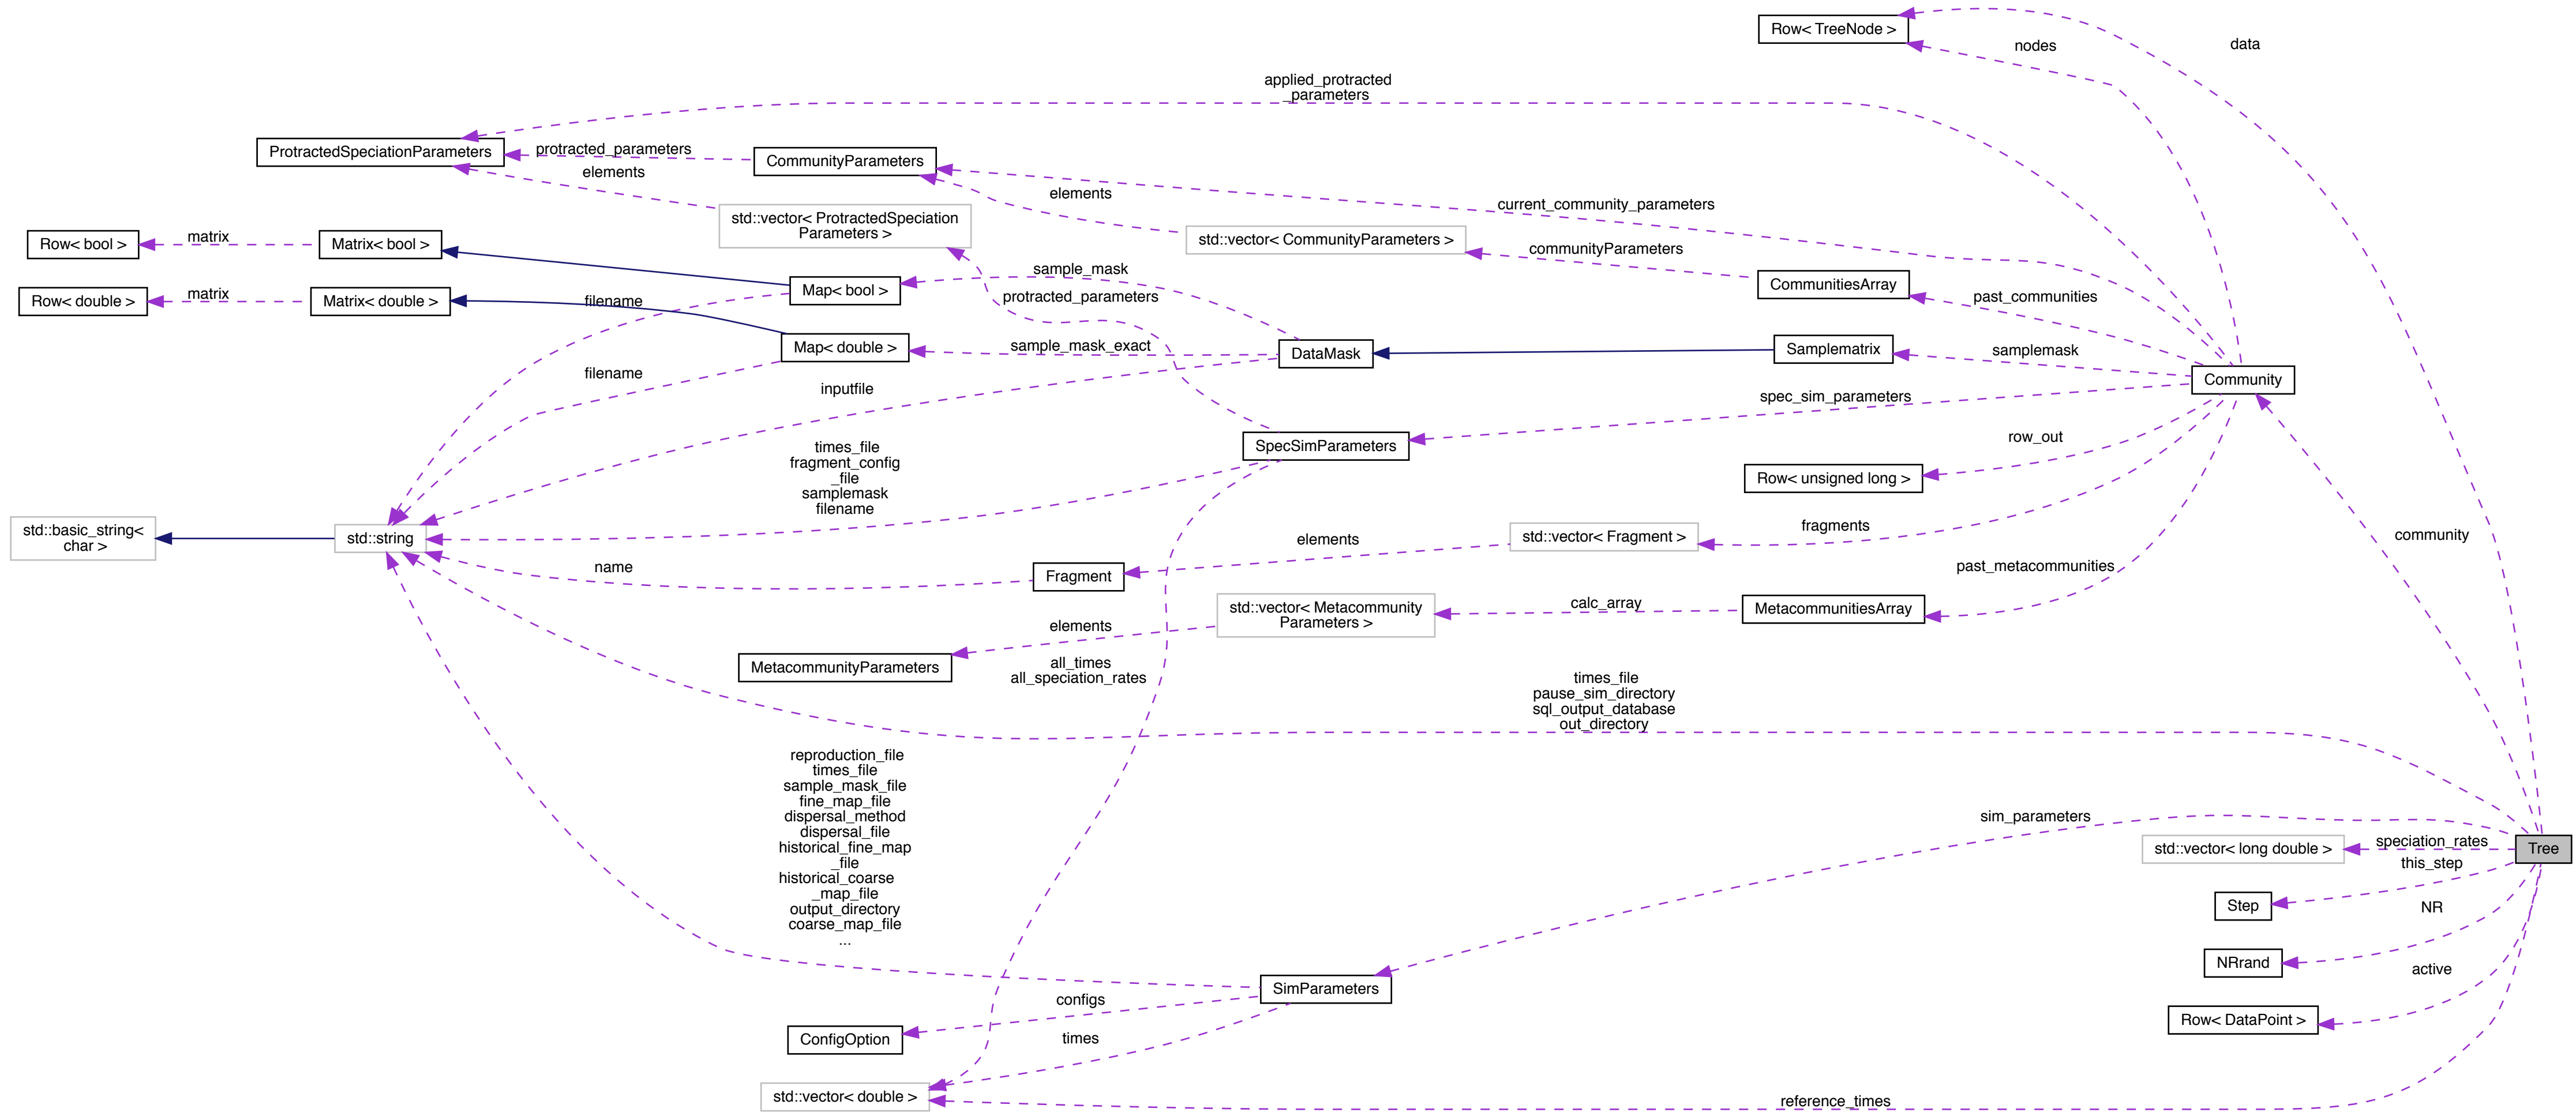 Row< TreeNode >
data
nodes
applied_protracted
_parameters
ProtractedSpeciationParameters
protracted_parameters
CommunityParameters
elements
elements
current_community_parameters
std::vector< ProtractedSpeciation
Parameters >
Row< bool >
matrix
Matrix< bool >
std::vector< CommunityParameters >
communityParameters
sample_mask
CommunitiesArray
Map< bool >
protracted_parameters
past_communities
Row< double >
matrix
Matrix< double >
filename
Map< double >
sample_mask_exact
DataMask
Samplematrix
samplemask
filename
inputfile
Community
spec_sim_parameters
times_file
fragment_config
_file
samplemask
filename
SpecSimParameters
row_out
Row< unsigned long >
std::basic_string<
char >
std::string
fragments
std::vector< Fragment >
elements
community
name
Fragment
past_metacommunities
std::vector< Metacommunity
Parameters >
calc_array
MetacommunitiesArray
elements
MetacommunityParameters
all_times
all_speciation_rates
times_file
pause_sim_directory
sql_output_database
out_directory
reproduction_file
times_file
sample_mask_file
fine_map_file
dispersal_method
dispersal_file
historical_fine_map
_file
historical_coarse
_map_file
output_directory
coarse_map_file
...
sim_parameters
std::vector< long double >
speciation_rates
Tree
this_step
Step
NR
NRrand
active
SimParameters
configs
Row< DataPoint >
ConfigOption
times
std::vector< double >
reference_times